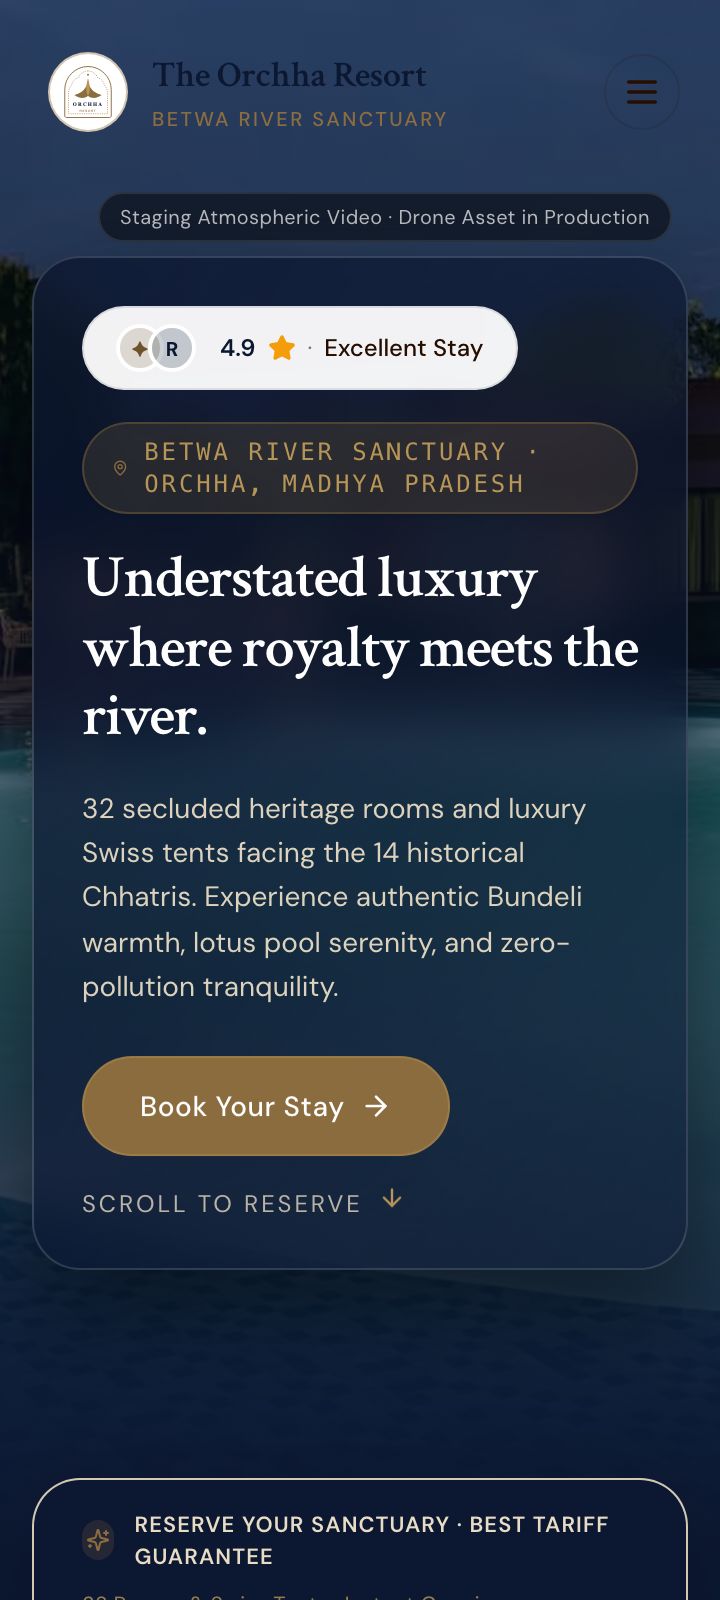 ORCHHA
The Orchha Resort
BETWA RIVER SANCTUARY
Staging Atmospheric Video · Drone Asset in Production
R 4.9 · Excellent Stay
BETWA RIVER SANCTUARY ·
ORCHHA, MADHYA PRADESH
Understated luxury
where royalty meets the
river.
32 secluded heritage rooms and luxury
Swiss tents facing the 14 historical
Chhatris. Experience authentic Bundeli
warmth, lotus pool serenity, and zero-
pollution tranquility.
Book Your Stay
SCROLL TO RESERVE
RESERVE YOUR SANCTUARY · BEST TARIFF
GUARANTEE